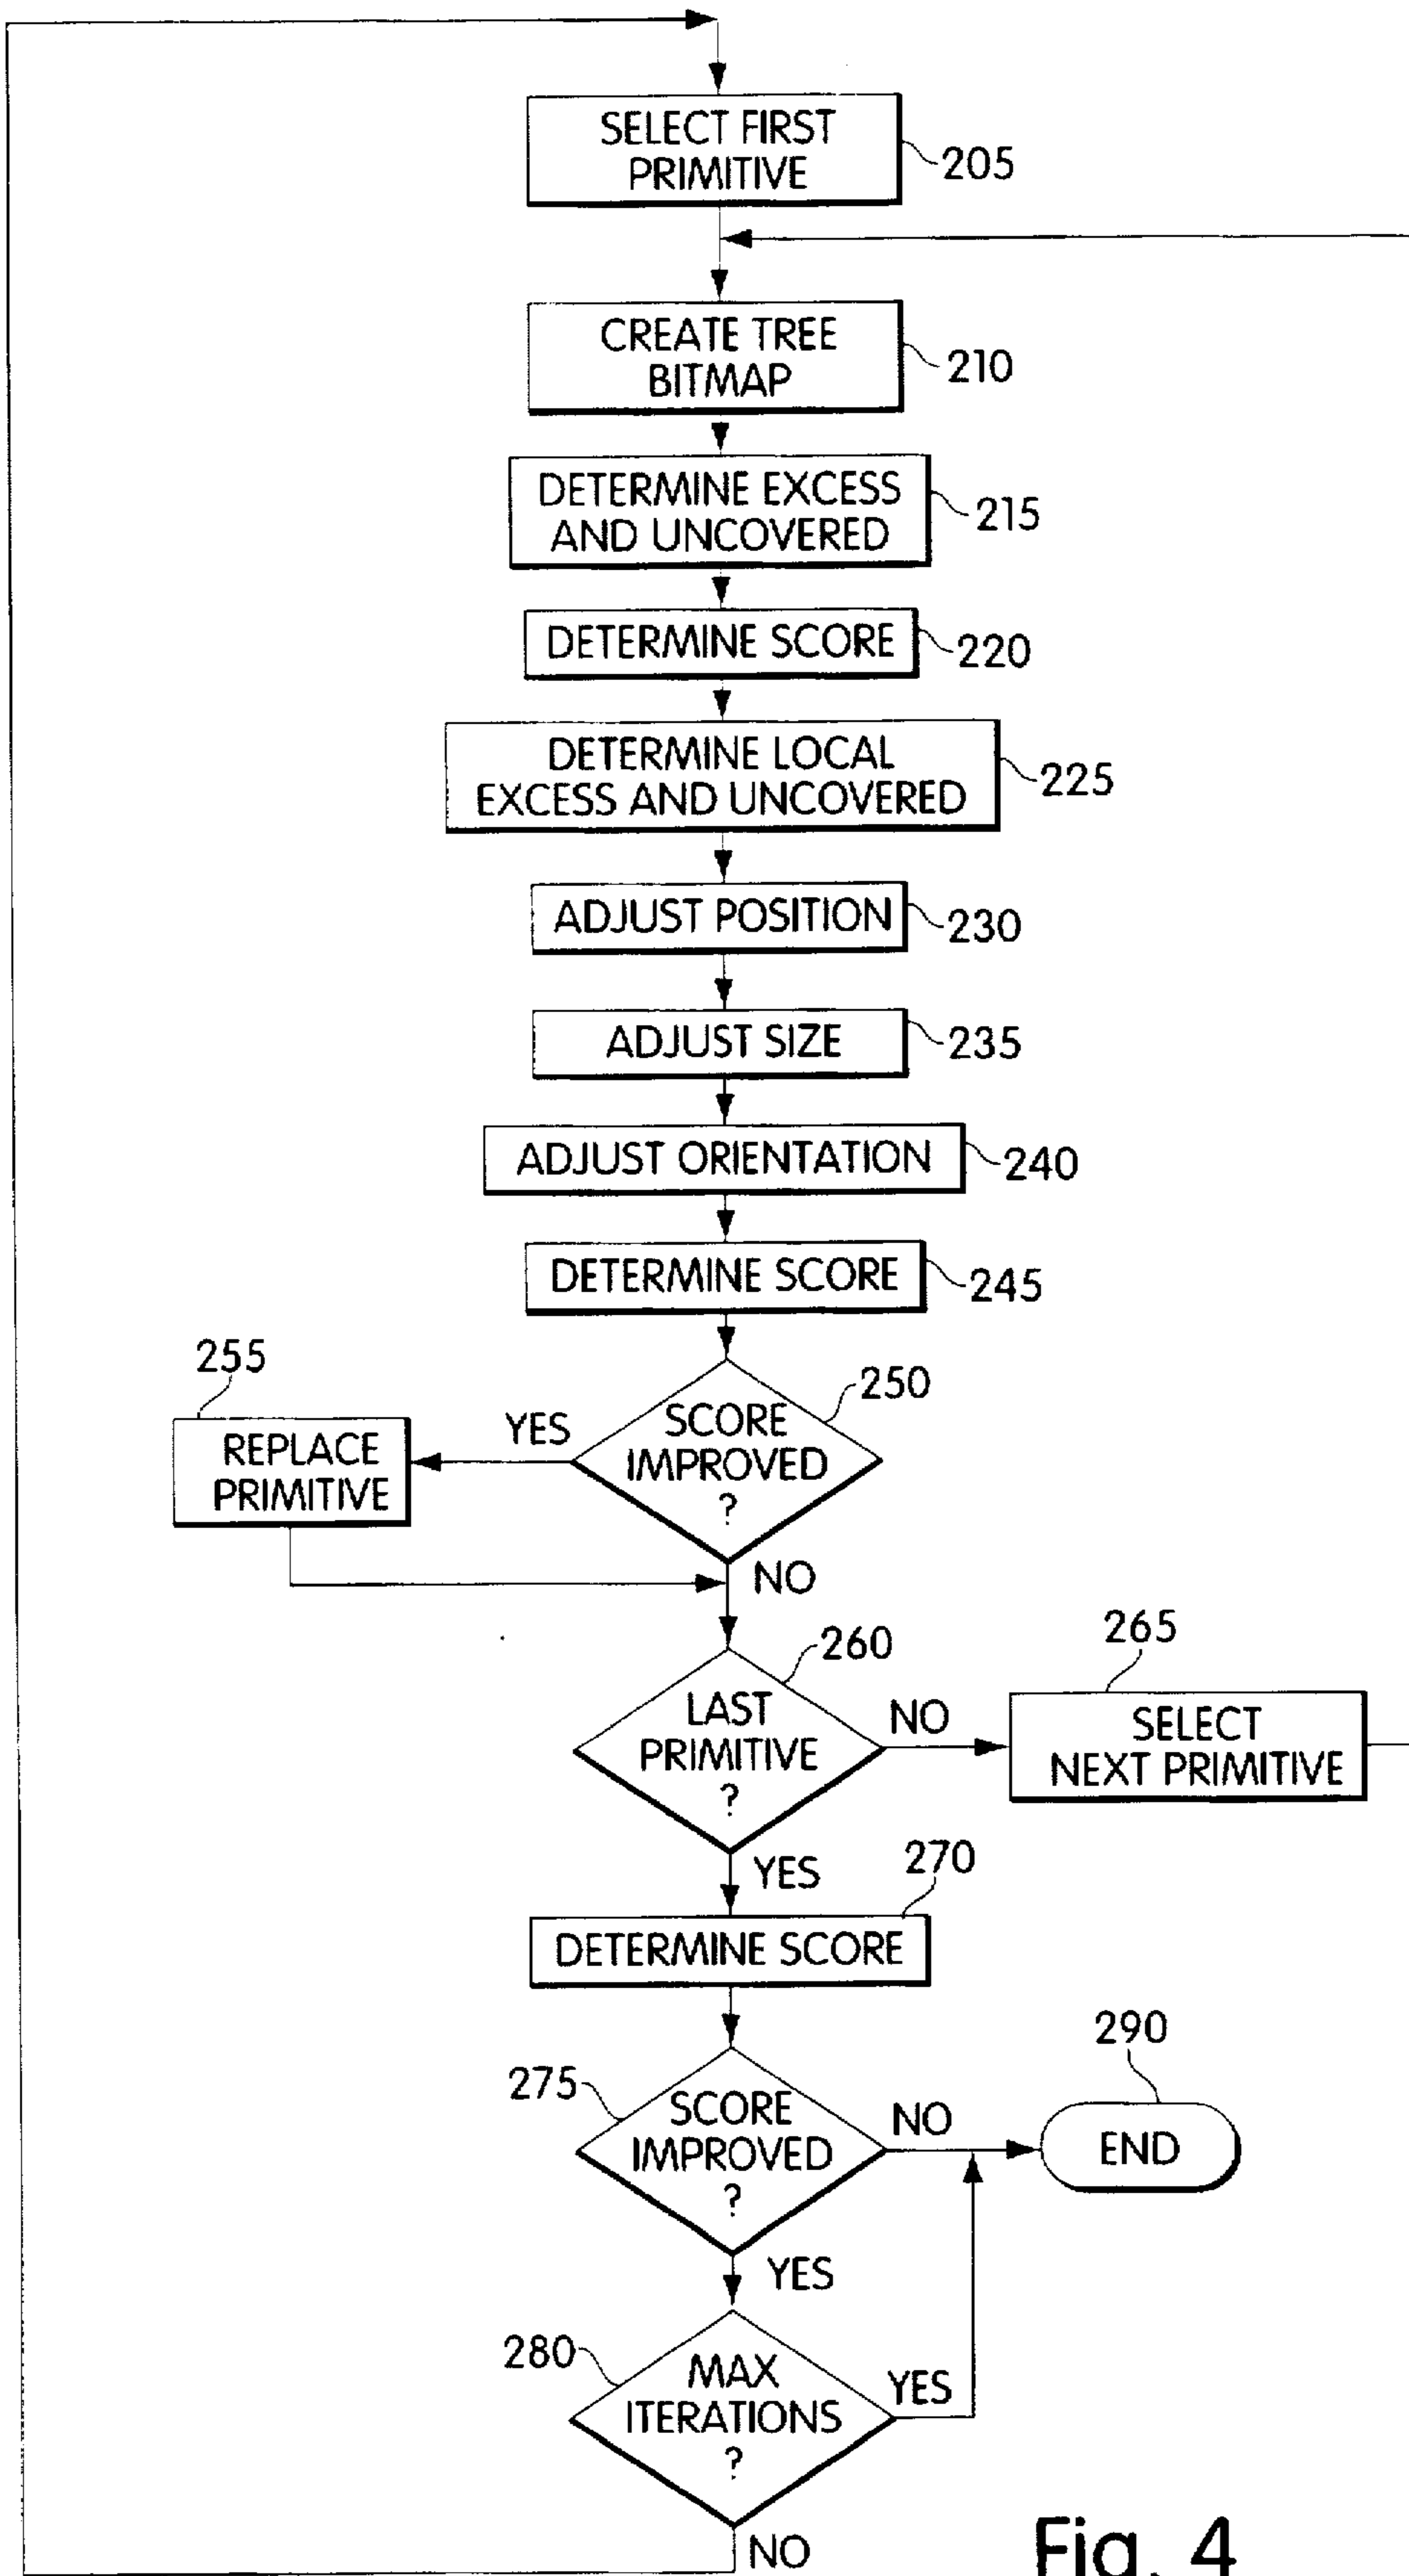 SELECT FIRST
PRIMITIVE
205
CREATE TREE
BITMAP
210
DETERMINE EXCESS
AND UNCOVERED
215
DETERMINE SCORE
220
DETERMINE LOCAL
EXCESS AND UNCOVERED
225
ADJUST POSITION
230
ADJUST SIZE
235
ADJUST ORIENTATION
240
DETERMINE SCORE
245
255
REPLACE
PRIMITIVE
YES
SCORE
IMPROVED
?
250
NO
LAST
PRIMITIVE
?
260
NO
265
SELECT
NEXT PRIMITIVE
YES
270
DETERMINE SCORE
275
SCORE
IMPROVED
?
NO
290
END
YES
280
MAX
ITERATIONS
?
YES
NO
Fig. 4